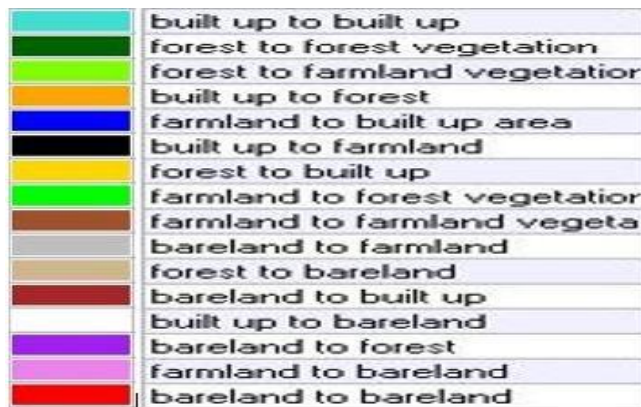 built up to built up
forest to forest vegetation
forest to farmland vegetation
built up to forest
farmland to built up area
built up to farmland
forest to built up
farmland to forest vegetation
farmland to farmland vegeta
bareland to farmland
forest to bareland
bareland to built up
built up to bareland
bareland to forest
farmland to bareland
bareland to bareland